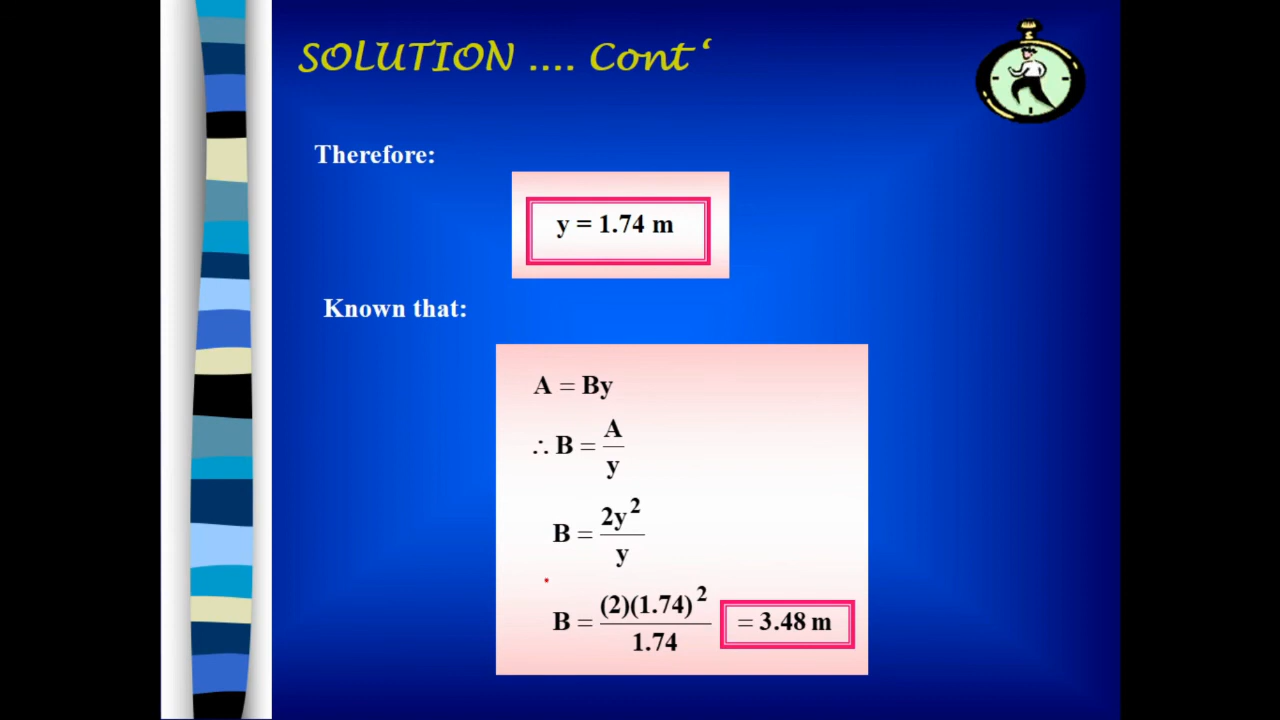 SOLUTION .... Cont‘
Therefore:
y = 1.74 m
Known that:
A = By
∴ B = A/y
B = 2y²/y
B = (2)(1.74)²/1.74 = 3.48 m